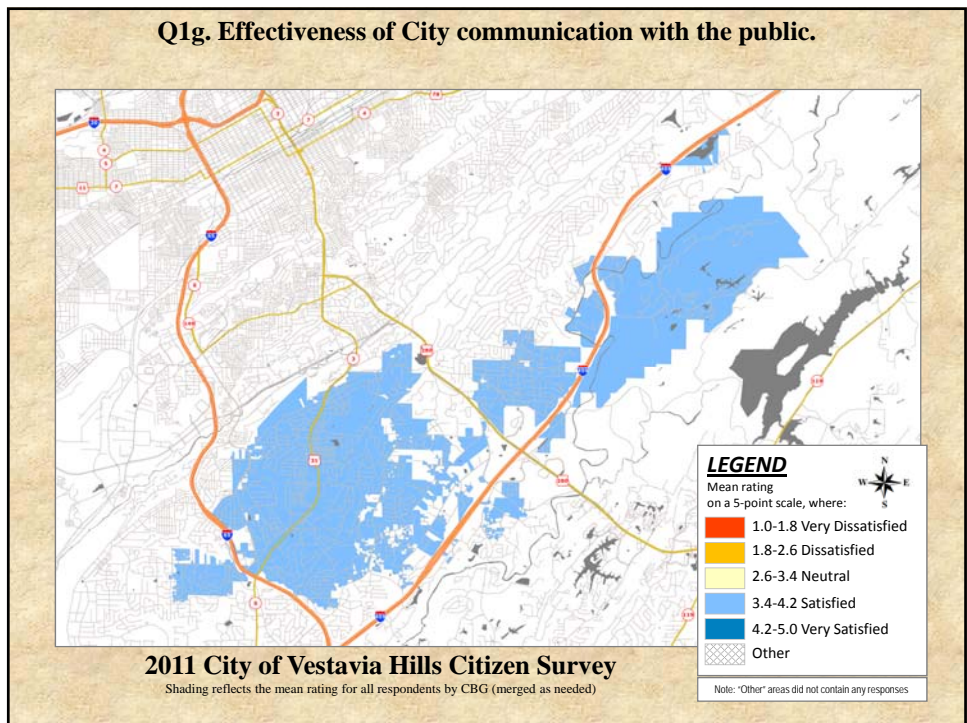 Q1g. Effectiveness of City communication with the public.
LEGEND
Mean rating
on a 5-point scale, where:
N
W E
S
1.0-1.8 Very Dissatisfied
1.8-2.6 Dissatisfied
2.6-3.4 Neutral
3.4-4.2 Satisfied
4.2-5.0 Very Satisfied
Other
2011 City of Vestavia Hills Citizen Survey
Shading reflects the mean rating for all respondents by CBG (merged as needed)
Note: "Other" areas did not contain any responses